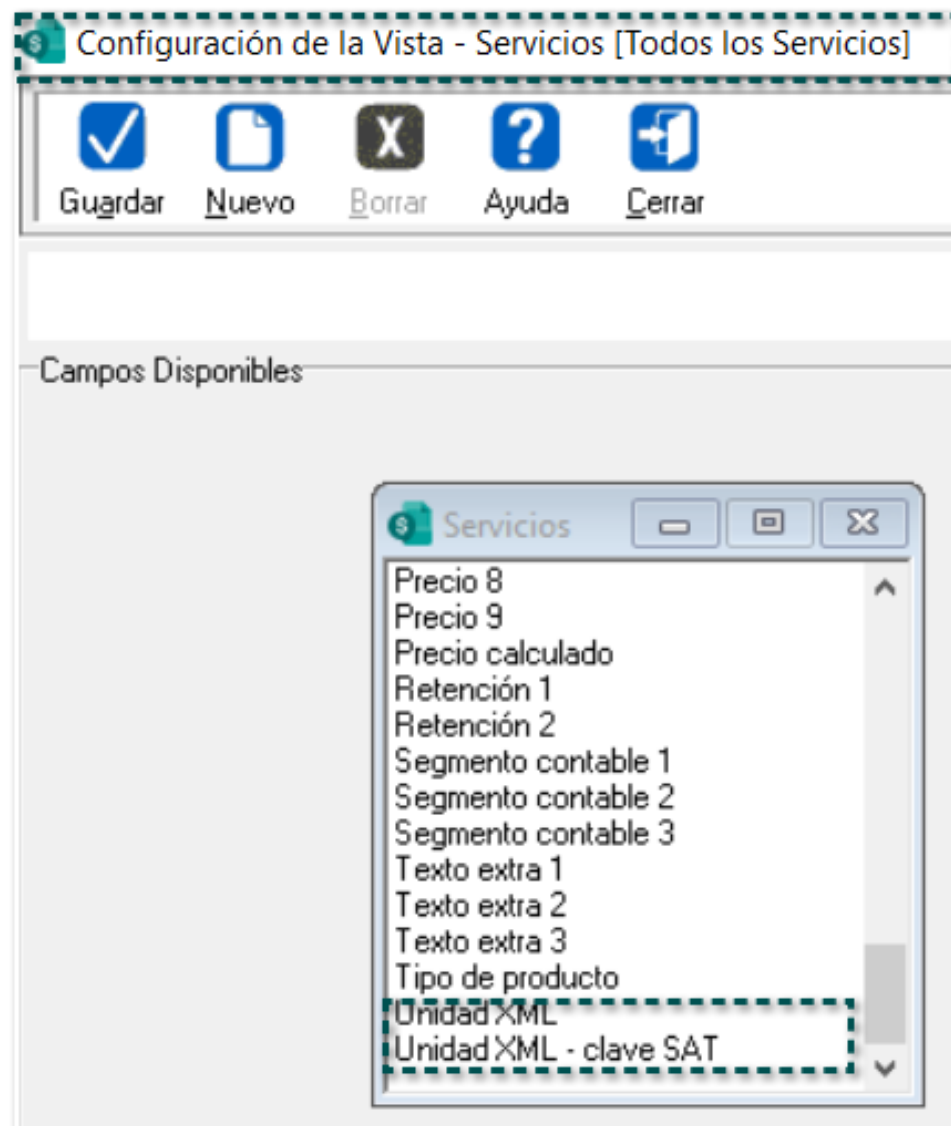 Configuración de la Vista - Servicios [Todos los Servicios]
Guardar Nuevo Borrar Ayuda Cerrar
Campos Disponibles
Servicios
Precio 8
Precio 9
Precio calculado
Retención 1
Retención 2
Segmento contable 1
Segmento contable 2
Segmento contable 3
Texto extra 1
Texto extra 2
Texto extra 3
Tipo de producto
Unidad XML
Unidad XML - clave SAT